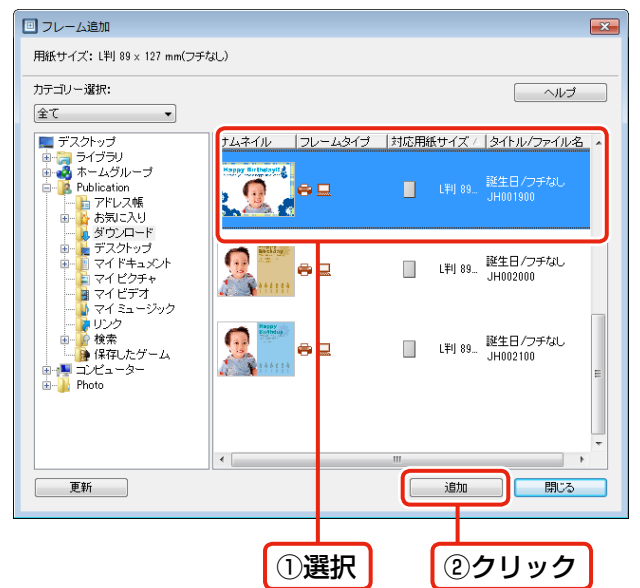 フレーム追加
用紙サイズ: L判 89 x 127 mm(フチなし)
カテゴリー選択:
ヘルプ
全て
デスクトップ
ライブラリ
ホームグループ
Publication
アドレス帳
お気に入り
ダウンロード
デスクトップ
マイドキュメント
マイピクチャ
マイビデオ
マイミュージック
リンク
検索
保存したゲーム
コンピューター
Photo
サムネイル フレームタイプ 対応用紙サイズ / タイトル/ファイル名
Happy Birthday!!
L判 89... 誕生日/フチなし
JH001900
L判 89... 誕生日/フチなし
JH002000
Happy
Birthday
L判 89... 誕生日/フチなし
JH002100
更新
追加
閉じる
①選択
②クリック